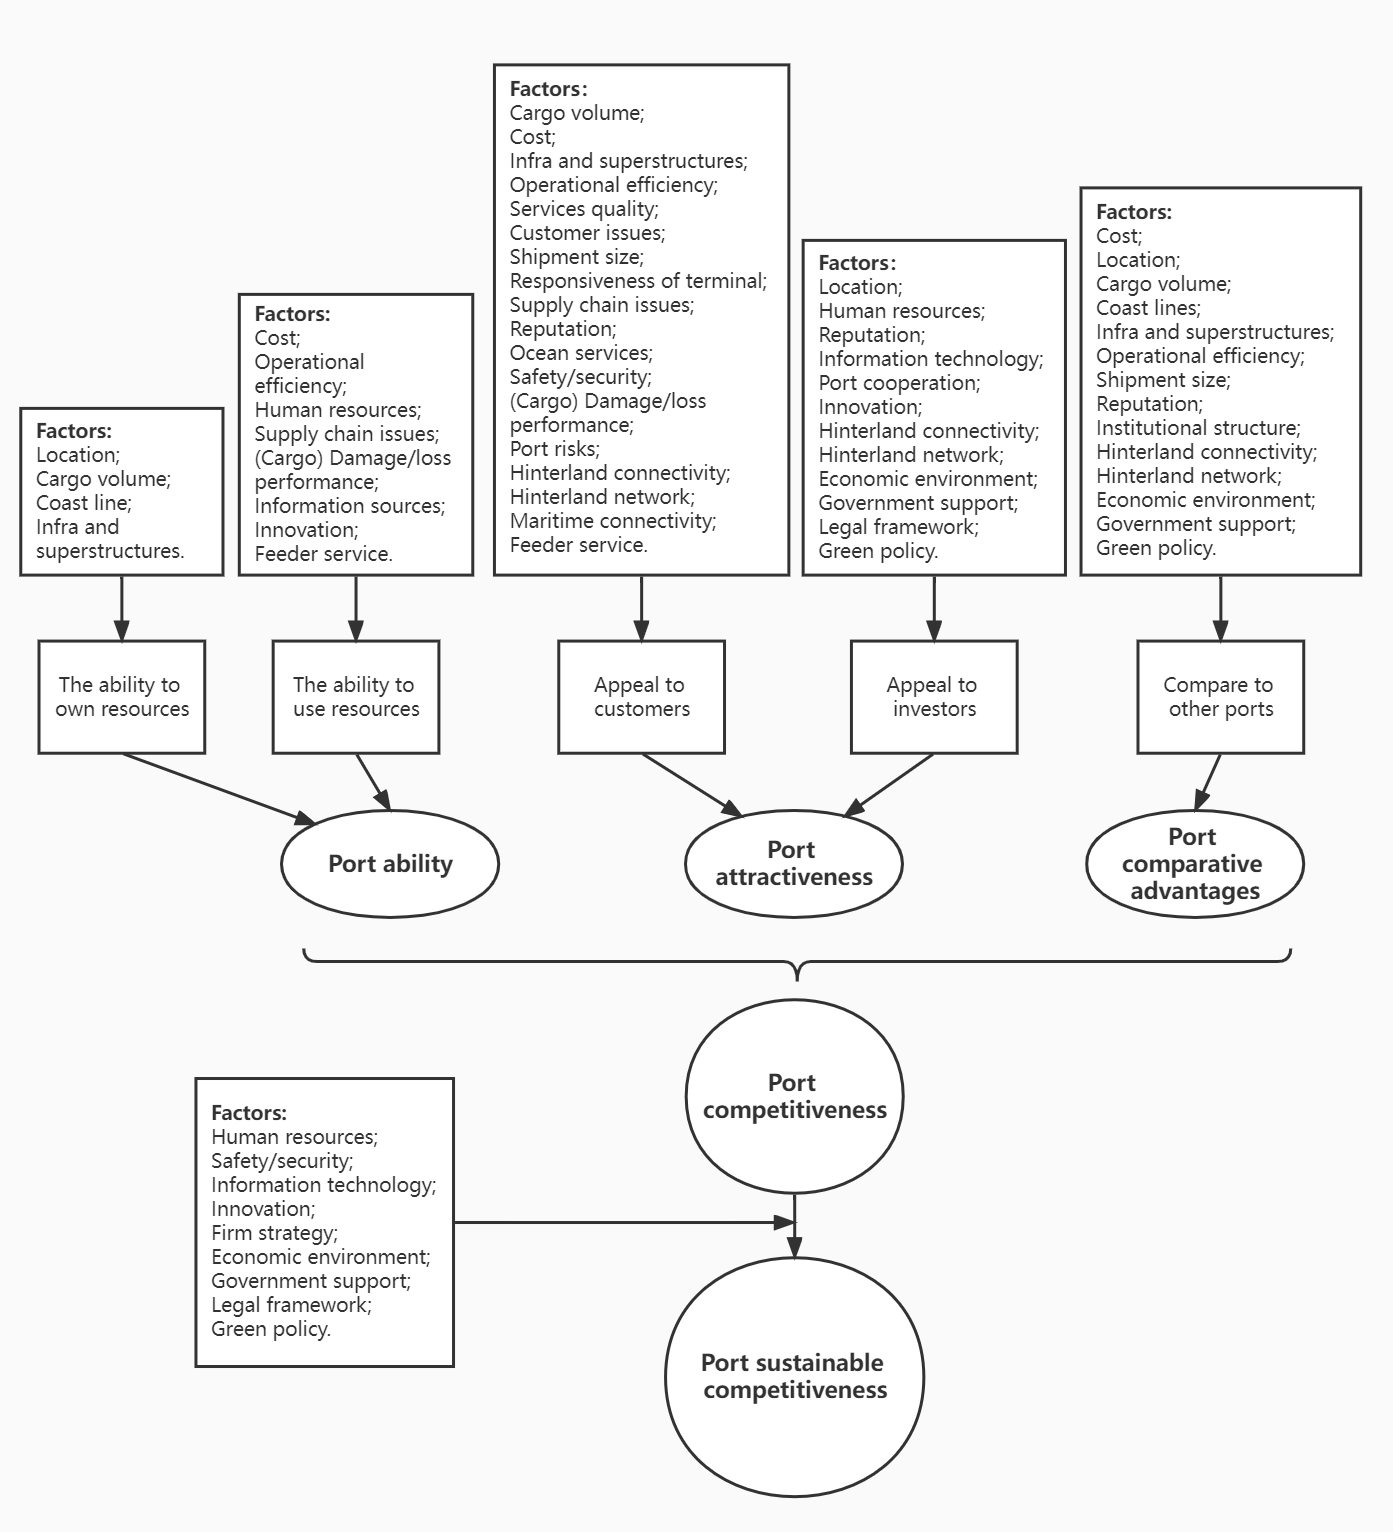 Factors:
Location;
Cargo volume;
Coast line;
Infra and
superstructures.
Factors:
Cost;
Operational
efficiency;
Human resources;
Supply chain issues;
(Cargo) Damage/loss
performance;
Information sources;
Innovation;
Feeder service.
Factors:
Cargo volume;
Cost;
Infra and superstructures;
Operational efficiency;
Services quality;
Customer issues;
Shipment size;
Responsiveness of terminal;
Supply chain issues;
Reputation;
Ocean services;
Safety/security;
(Cargo) Damage/loss
performance;
Port risks;
Hinterland connectivity;
Hinterland network;
Maritime connectivity;
Feeder service.
Factors:
Location;
Human resources;
Reputation;
Information technology;
Port cooperation;
Innovation;
Hinterland connectivity;
Hinterland network;
Economic environment;
Government support;
Legal framework;
Green policy.
Factors:
Cost;
Location;
Cargo volume;
Coast lines;
Infra and superstructures;
Operational efficiency;
Shipment size;
Reputation;
Institutional structure;
Hinterland connectivity;
Hinterland network;
Economic environment;
Government support;
Green policy.
The ability to
own resources
The ability to
use resources
Appeal to
customers
Appeal to
investors
Compare to
other ports
Port ability
Port
attractiveness
Port
comparative
advantages
Port
competitiveness
Factors:
Human resources;
Safety/security;
Information technology;
Innovation;
Firm strategy;
Economic environment;
Government support;
Legal framework;
Green policy.
Port sustainable
competitiveness